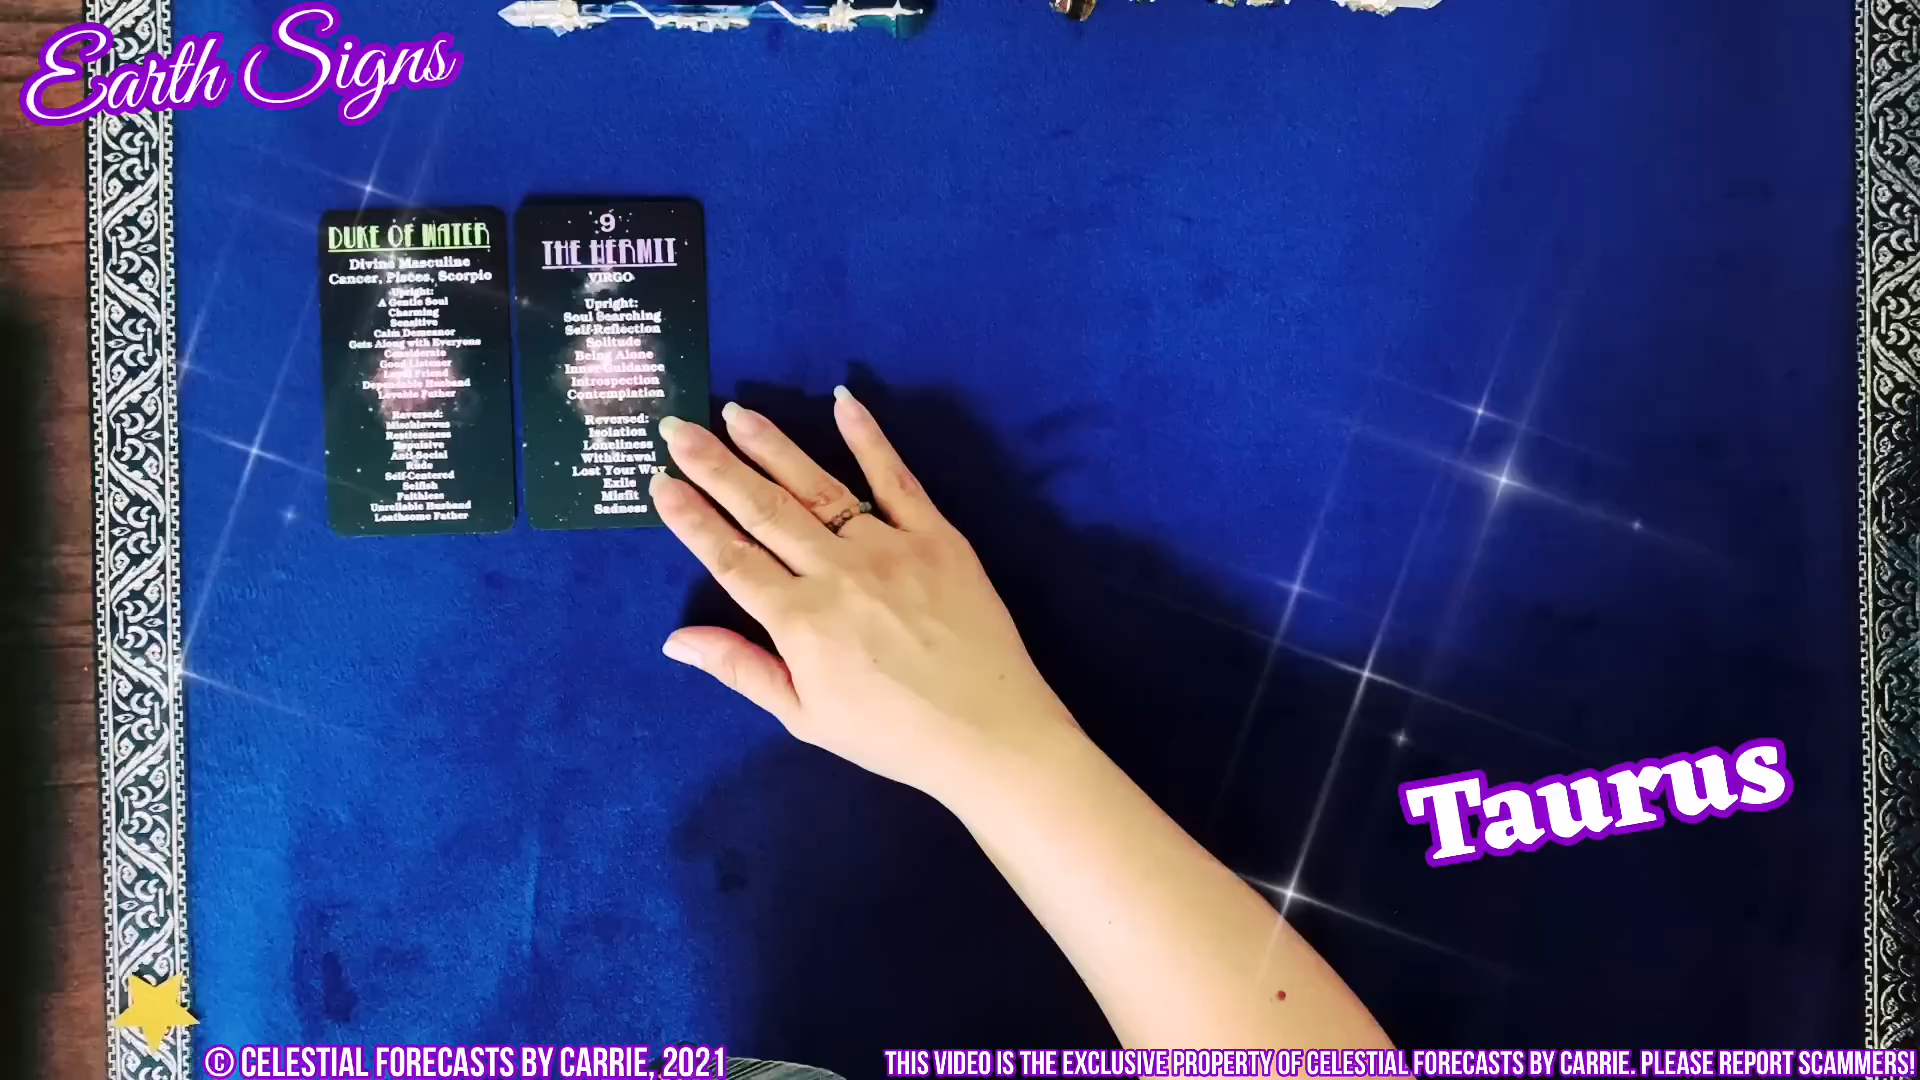 Earth Signs
DUKE OF WATER
Divine Masculine
Cancer, Pisces, Scorpio
Upright:
A Gentle Soul
Charming
Sensitive
Calm Demeanor
Gets Along with Everyone
Considerate
Good Listener
Loyal Friend
Dependable Husband
Lovable Father
Reversed:
Mischievous
Restlessness
Repulsive
Anti-Social
Rude
Self-Centered
Selfish
Faithless
Unreliable Husband
Loathsome Father
9
THE HERMIT
VIRGO
Upright:
Soul Searching
Self-Reflection
Solitude
Being Alone
Inner Guidance
Introspection
Contemplation
Reversed:
Isolation
Loneliness
Withdrawal
Lost Your Way
Exile
Misfit
Sadness
Taurus
© CELESTIAL FORECASTS BY CARRIE, 2021
THIS VIDEO IS THE EXCLUSIVE PROPERTY OF CELESTIAL FORECASTS BY CARRIE. PLEASE REPORT SCAMMERS!